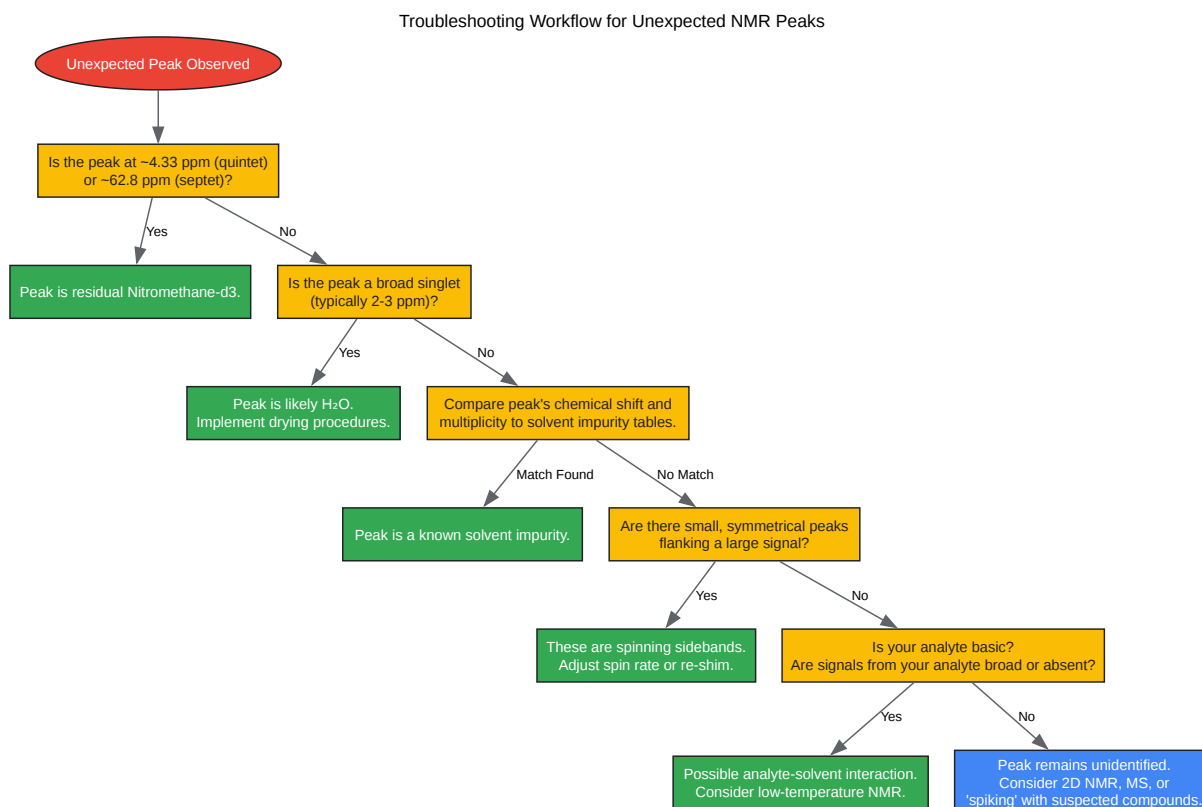 Troubleshooting Workflow for Unexpected NMR Peaks
Unexpected Peak Observed
Is the peak at ~4.33 ppm (quintet)
or ~62.8 ppm (septet)?
Yes
No
Peak is residual Nitromethane-d3.
Is the peak a broad singlet
(typically 2-3 ppm)?
Yes
No
Peak is likely H₂O.
Implement drying procedures.
Compare peak's chemical shift and
multiplicity to solvent impurity tables.
Match Found
No Match
Peak is a known solvent impurity.
Are there small, symmetrical peaks
flanking a large signal?
Yes
No
These are spinning sidebands.
Adjust spin rate or re-shim.
Is your analyte basic?
Are signals from your analyte broad or absent?
Yes
No
Possible analyte-solvent interaction.
Consider low-temperature NMR.
Peak remains unidentified.
Consider 2D NMR, MS, or
'spiking' with suspected compounds